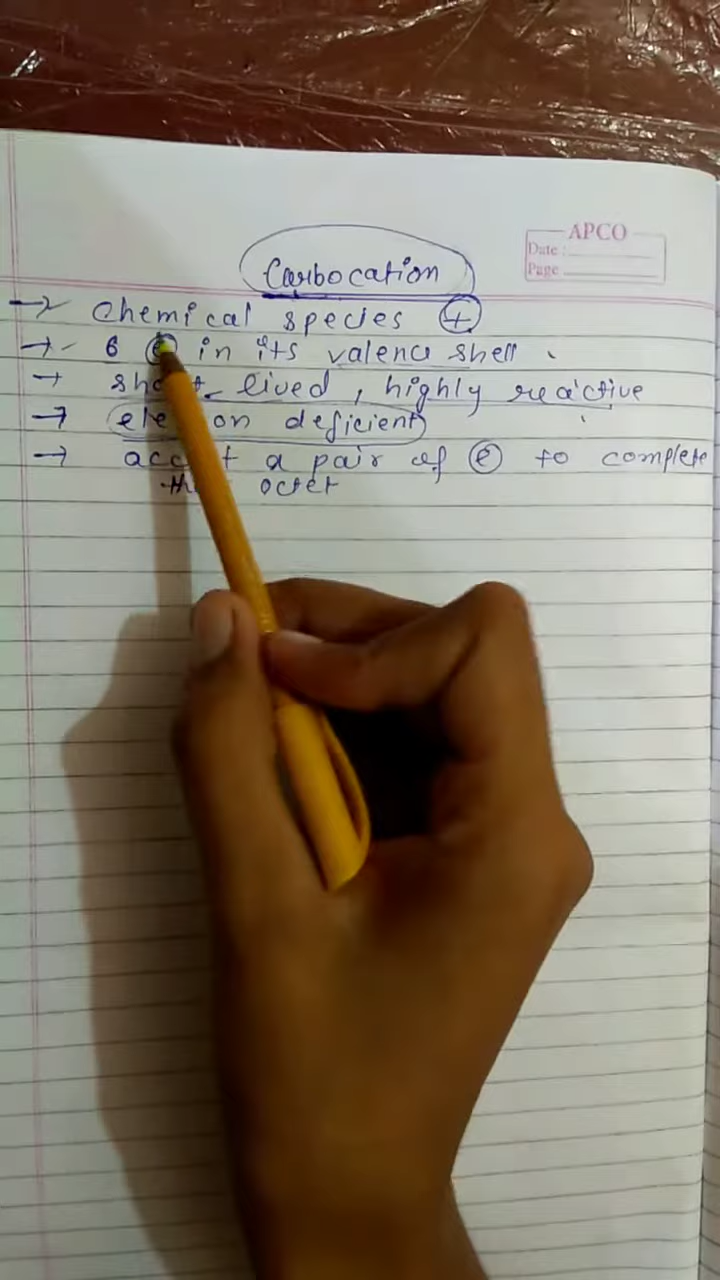 APCO
Date :
Page
Carbocation
→ Chemical species ⊕
→ 6 ⓔ in its valence shell
→ lived , highly reactive
→ deficient
→ a pair of ⓔ to complete
octet